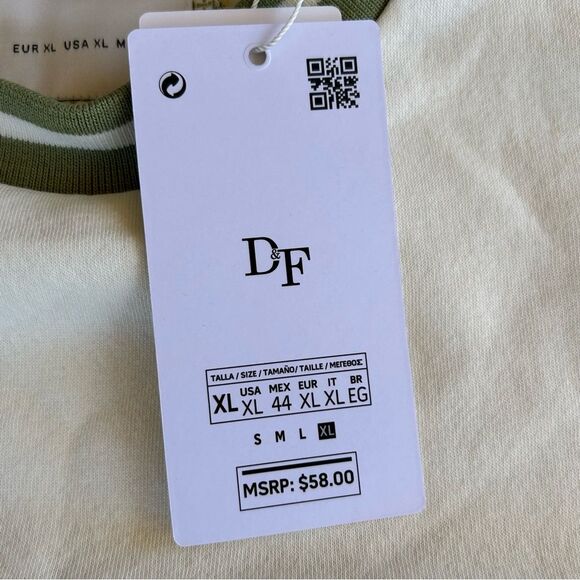 EUR XL USA XL M
D&F
TALLA / SIZE / TAMAÑO / TAILLE / ΜΕΓΕΘΟΣ
XL USA MEX EUR IT BR
XL 44 XL XL EG
S M L XL
MSRP: $58.00